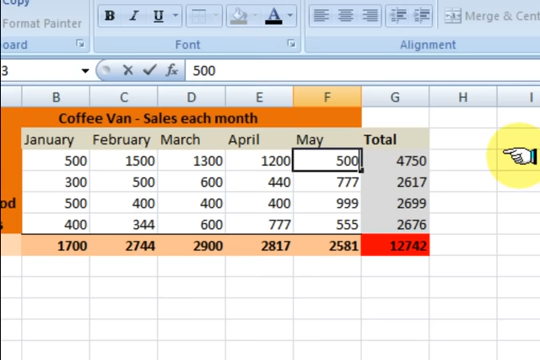 Copy
Format Painter
B I U A
Merge & Cent
oard Font Alignment
3 fx 500
B C D E F G H I
Coffee Van - Sales each month
January February March April May Total
500 1500 1300 1200 500 4750
300 500 600 440 777 2617
od 500 400 400 400 999 2699
s 400 344 600 777 555 2676
1700 2744 2900 2817 2581 12742